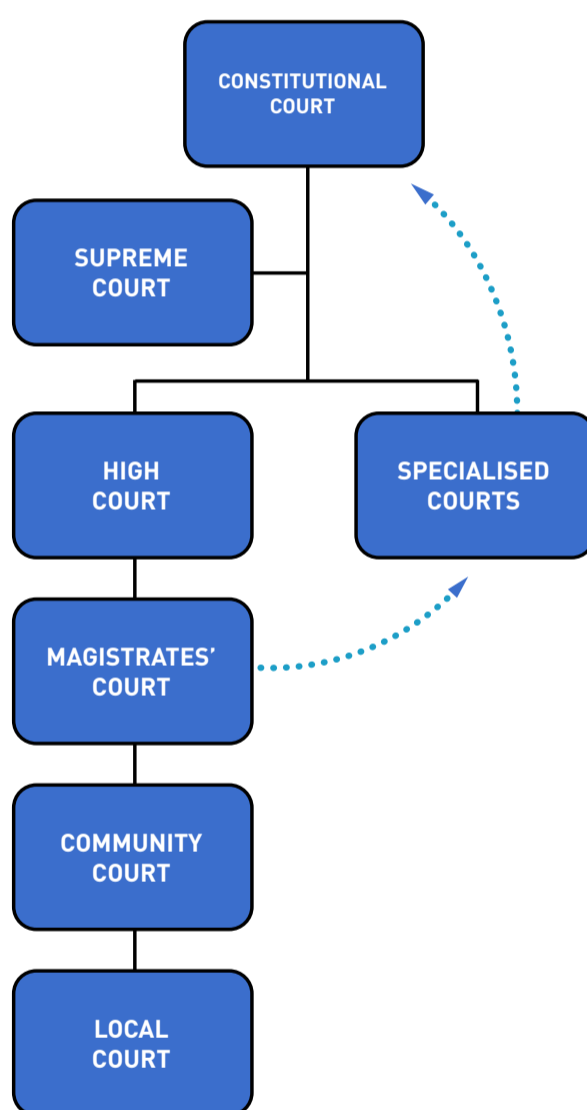 CONSTITUTIONAL
COURT
SUPREME
COURT
HIGH
COURT
SPECIALISED
COURTS
MAGISTRATES’
COURT
COMMUNITY
COURT
LOCAL
COURT